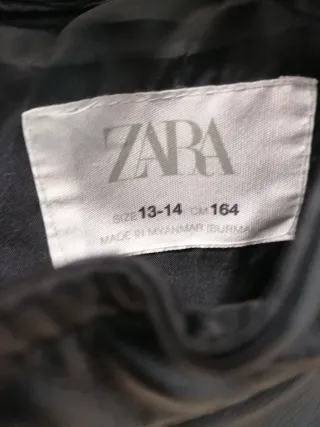 ZARA
SIZE 13-14 CM 164
MADE IN MYANMAR (BURMA